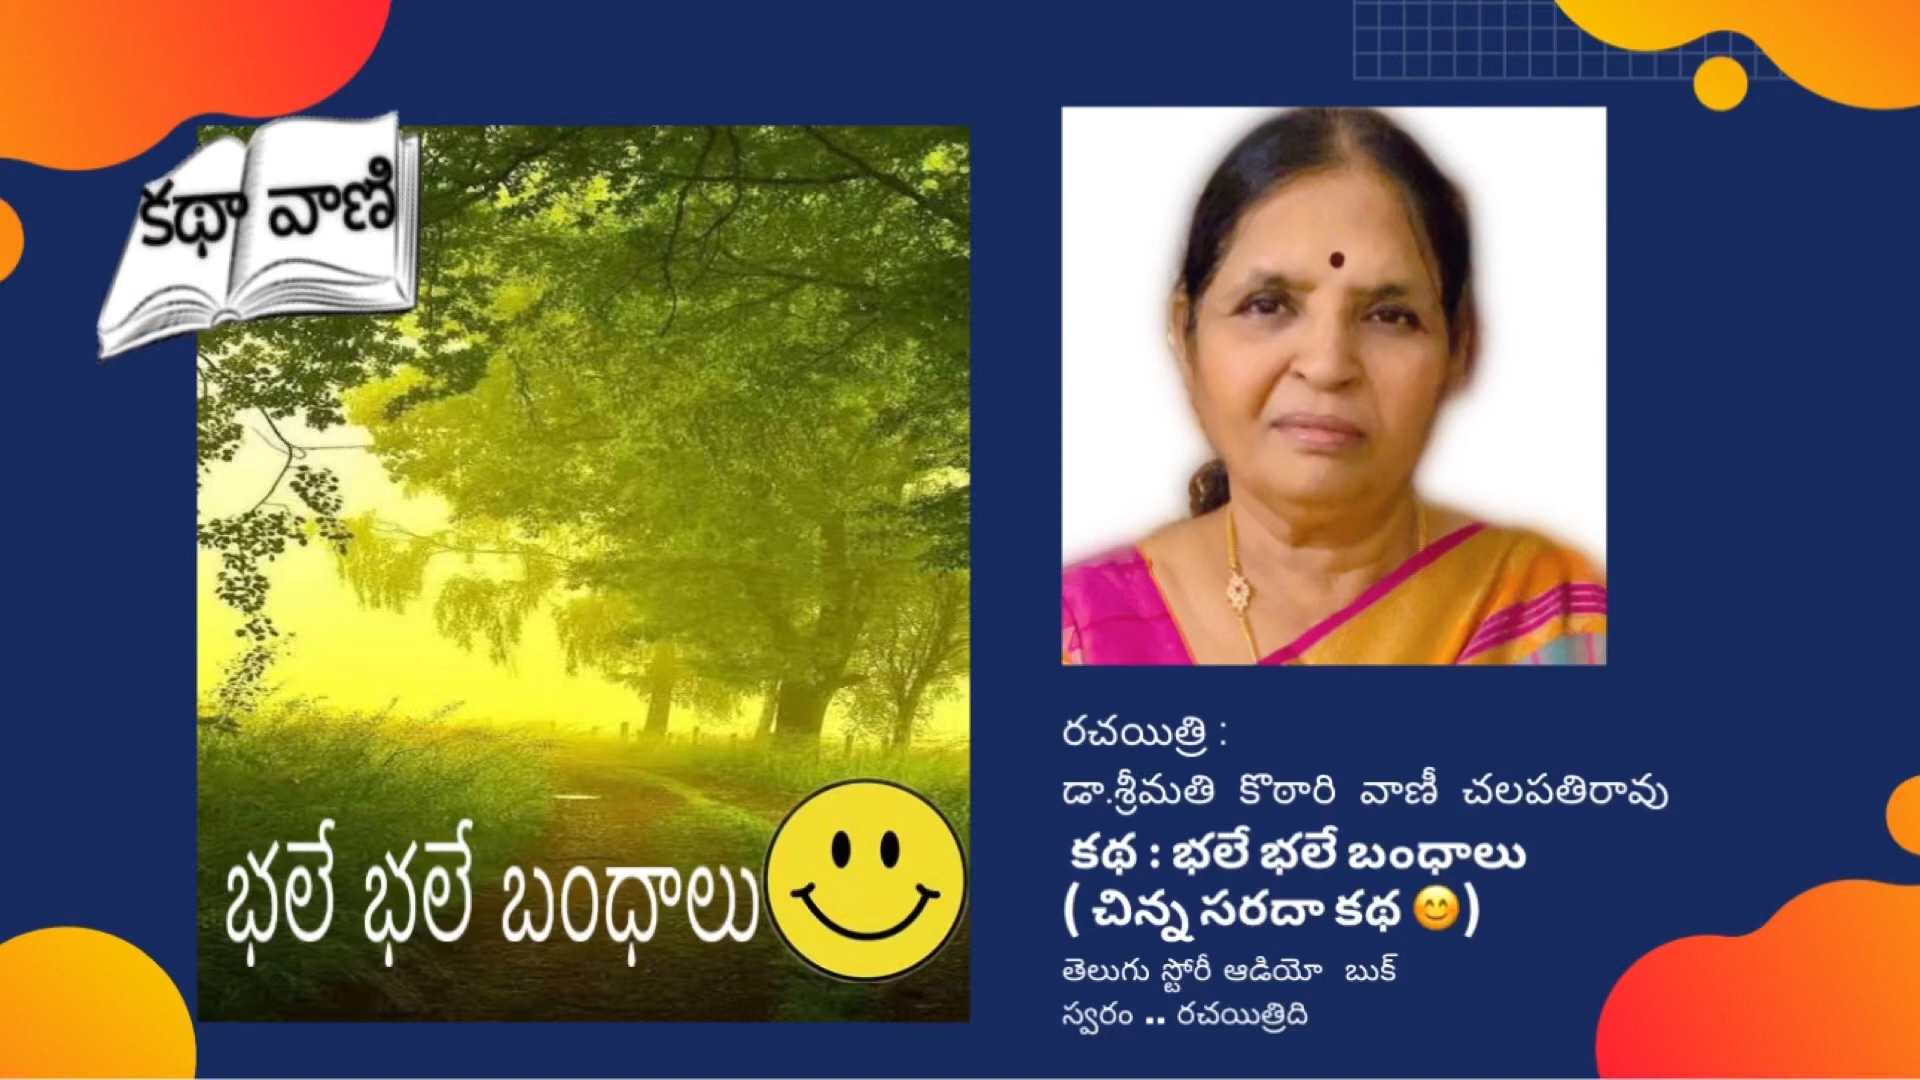 కథా వాణి
భలే భలే బంధాలు
రచయిత్రి :
డా.శ్రీమతి కొఠారి వాణీ చలపతిరావు
కథ : భలే భలే బంధాలు
( చిన్న సరదా కథ 😊)
తెలుగు స్టోరీ ఆడియో బుక్
స్వరం .. రచయిత్రిది